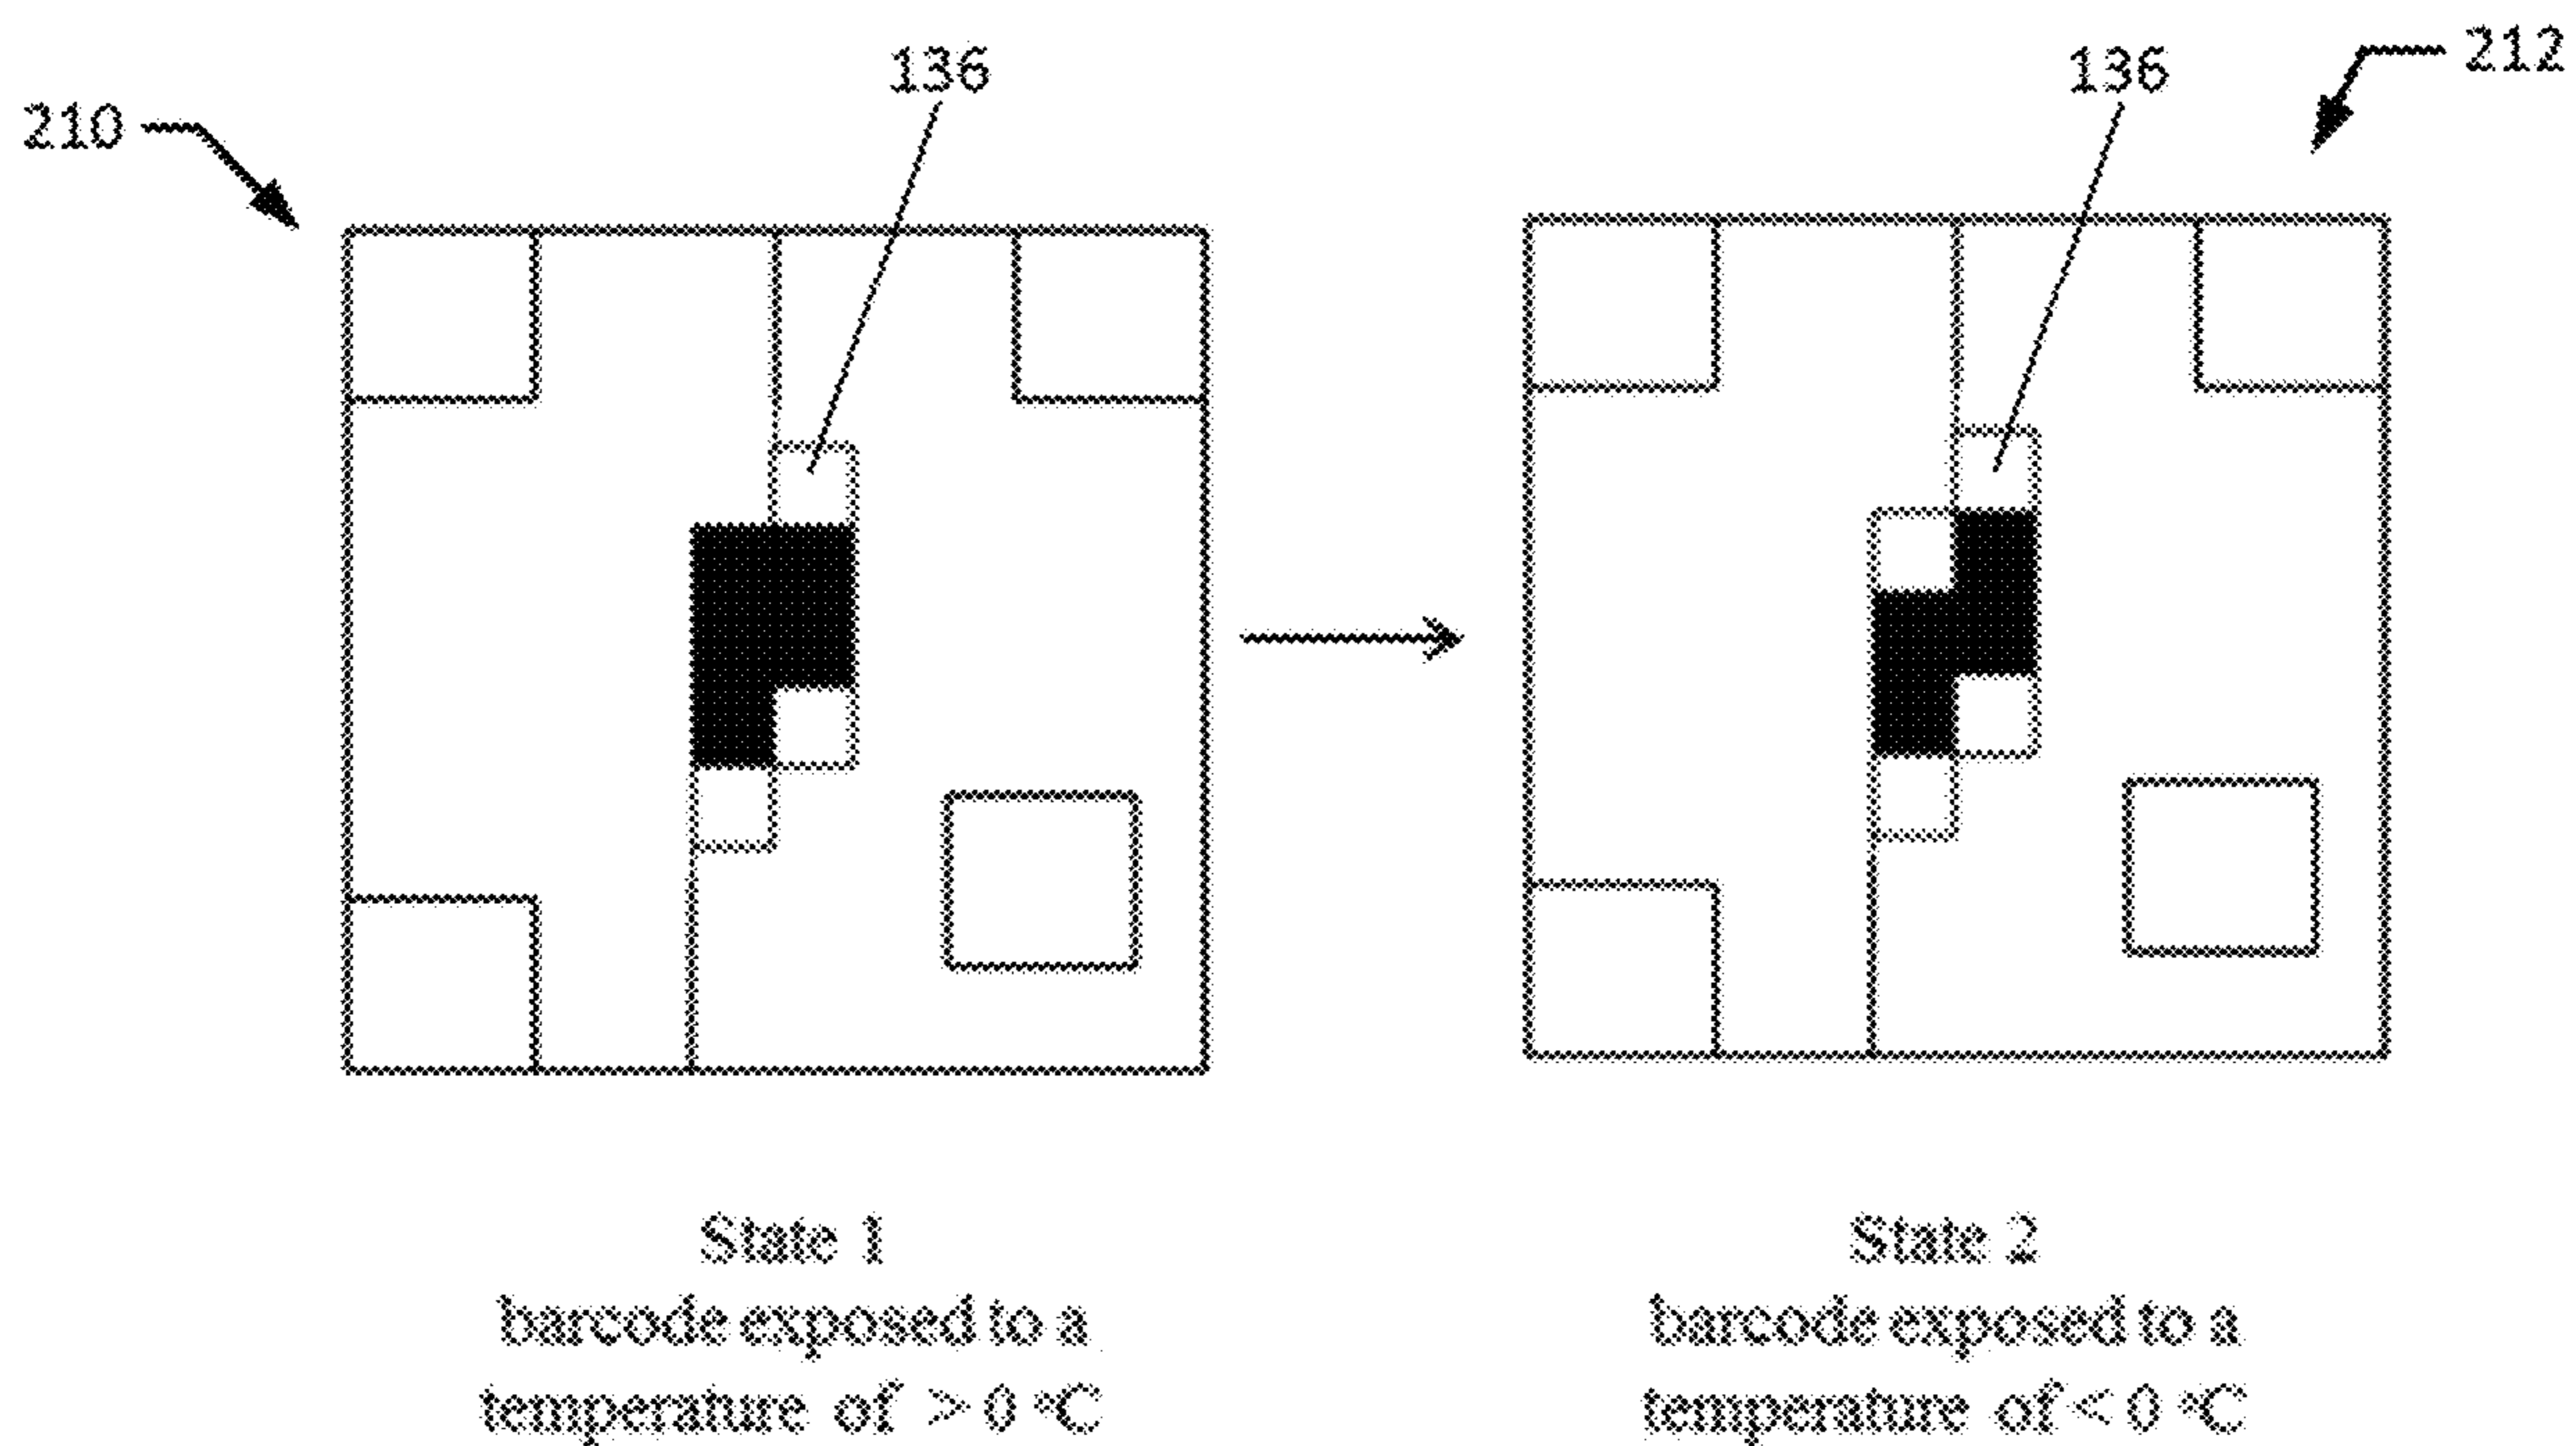 136
136
212
210
State 1
barcode exposed to a
temperature of > 0 °C
State 2
barcode exposed to a
temperature of < 0 °C